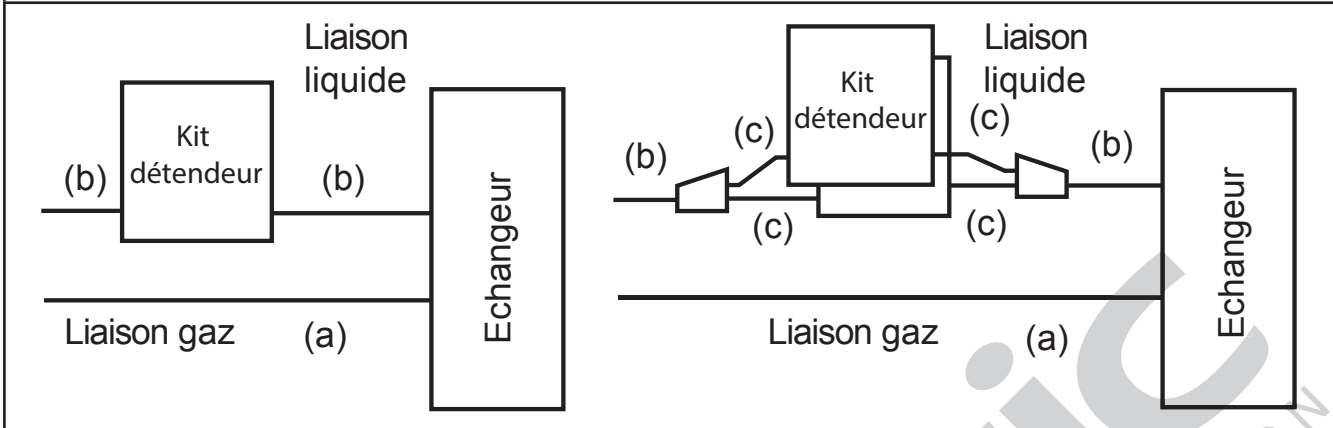 Liaison
liquide
Kit
détendeur
(b)
(b)
Echangeur
Liaison gaz
(a)
Liaison
liquide
Kit
détendeur
(c)
(c)
(b)
(b)
(c)
(c)
Echangeur
Liaison gaz
(a)